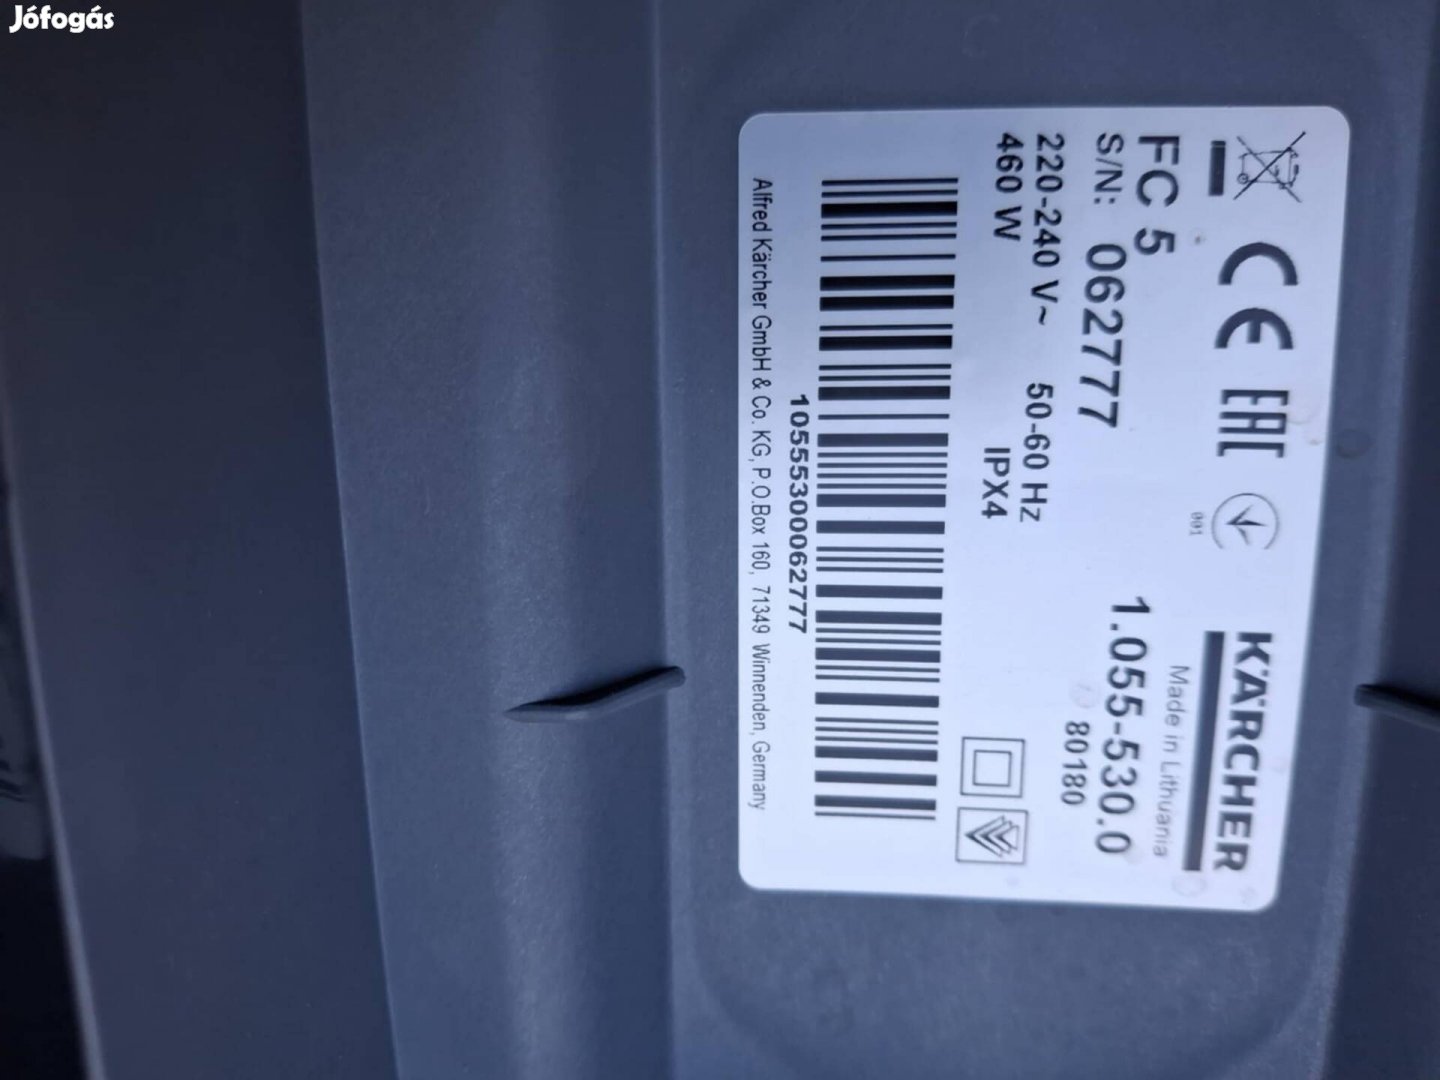 Jófogás
CE EAC 001
KÄRCHER
Made in Lithuania
FC 5
1.055-530.0
S/N: 062777
80180
220-240 V~ 50-60 Hz
460 W IPX4
10555300062777
Alfred Kärcher GmbH & Co. KG, P.O.Box 160, 71349 Winnenden, Germany